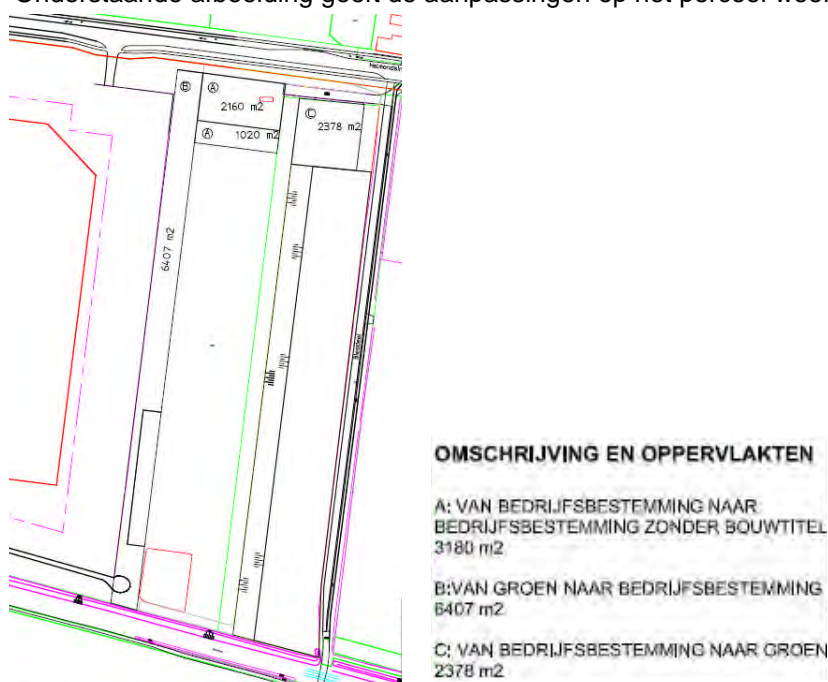 Onderstaande afbeelding geeft de aanpassingen op het perceel weer
B
A
2160 m2
A 1020 m2
C
2378 m2
6407 m2
OMSCHRIJVING EN OPPERVLAKTEN
A: VAN BEDRIJFSBESTEMMING NAAR
BEDRIJFSBESTEMMING ZONDER BOUWTITEL
3180 m2
B:VAN GROEN NAAR BEDRIJFSBESTEMMING
6407 m2
C: VAN BEDRIJFSBESTEMMING NAAR GROEN
2378 m2